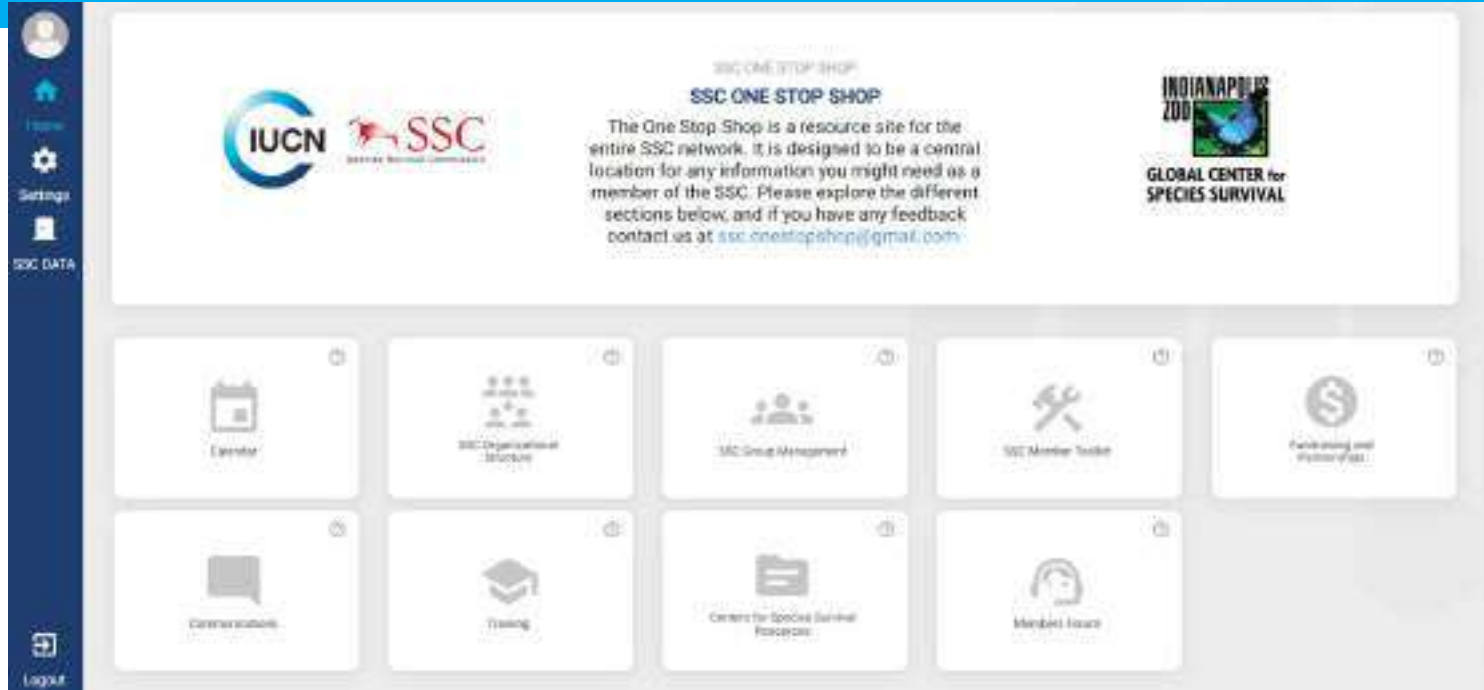 Home
Settings
SSC DATA
Logout
IUCN
SSC
SSC ONE STOP SHOP
SSC ONE STOP SHOP
The One Stop Shop is a resource site for the
entire SSC network. It is designed to be a central
location for any information you might need as a
member of the SSC. Please explore the different
sections below, and if you have any feedback
contact us at ssc.onestopshop@gmail.com
INDIANAPOLIS
ZOO
GLOBAL CENTER for
SPECIES SURVIVAL
Calendar
SSC Organizational
Structure
SSC Group Management
SSC Member Toolkit
Fundraising and
Partnerships
Communications
Training
Centers for Species Survival
Resources
Members Forum